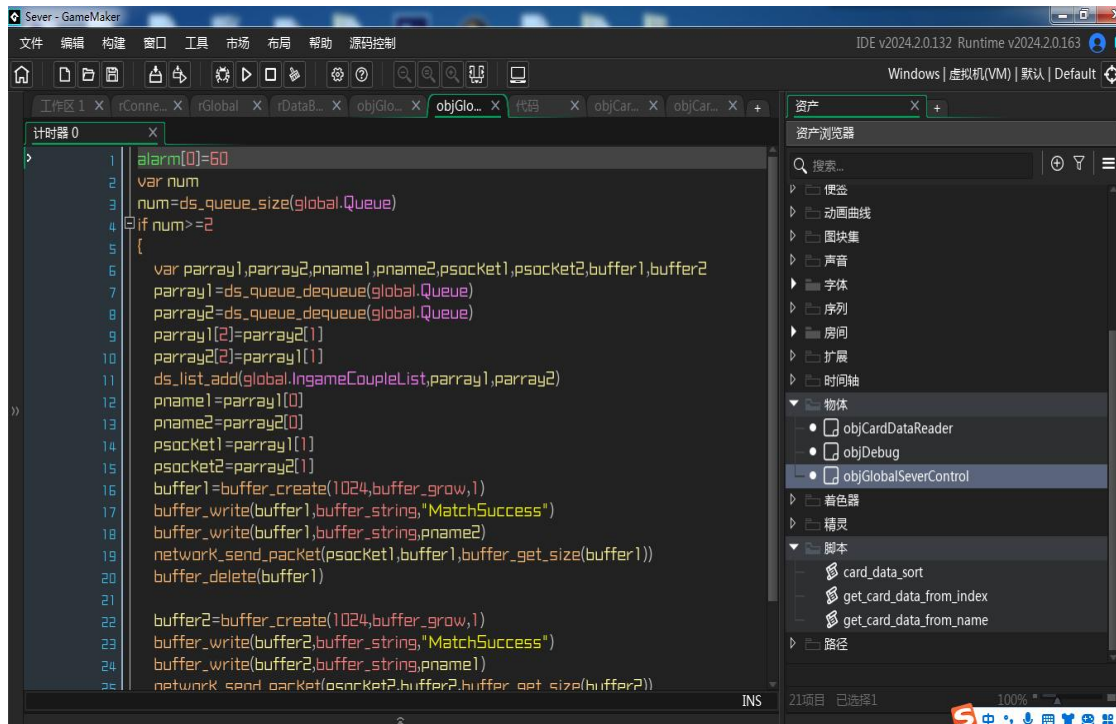 Sever - GameMaker
文件 编辑 构建 窗口 工具 市场 布局 帮助 源码控制
IDE v2024.2.0.132 Runtime v2024.2.0.163
Windows | 虚拟机(VM) | 默认 | Default
工作区 1 X rConne... X rGlobal X rDataB... X objGlo... X objGlo... X 代码 X objCar... X objCar... X +
计时器 0 X
1 alarm[0]=60
2 var num
3 num=ds_queue_size(global.Queue)
4 if num>=2
5 {
6 var parray1,parray2,pname1,pname2,psocket1,psocket2,buffer1,buffer2
7 parray1=ds_queue_dequeue(global.Queue)
8 parray2=ds_queue_dequeue(global.Queue)
9 parray1[2]=parray2[1]
10 parray2[2]=parray1[1]
11 ds_list_add(global.IngameCoupleList,parray1,parray2)
12 pname1=parray1[0]
13 pname2=parray2[0]
14 psocket1=parray1[1]
15 psocket2=parray2[1]
16 buffer1=buffer_create(1024,buffer_grow,1)
17 buffer_write(buffer1,buffer_string,"MatchSuccess")
18 buffer_write(buffer1,buffer_string,pname2)
19 network_send_packet(psocket1,buffer1,buffer_get_size(buffer1))
20 buffer_delete(buffer1)
21
22 buffer2=buffer_create(1024,buffer_grow,1)
23 buffer_write(buffer2,buffer_string,"MatchSuccess")
24 buffer_write(buffer2,buffer_string,pname1)
25 network_send_packet(psocket2,buffer2,buffer_get_size(buffer2))
INS
资产 X +
资产浏览器
搜索...
便签
动画曲线
图块集
声音
字体
序列
房间
扩展
时间轴
物体
objCardDataReader
objDebug
objGlobalSeverControl
着色器
精灵
脚本
card_data_sort
get_card_data_from_index
get_card_data_from_name
路径
21项目 已选择1 100%
S 中